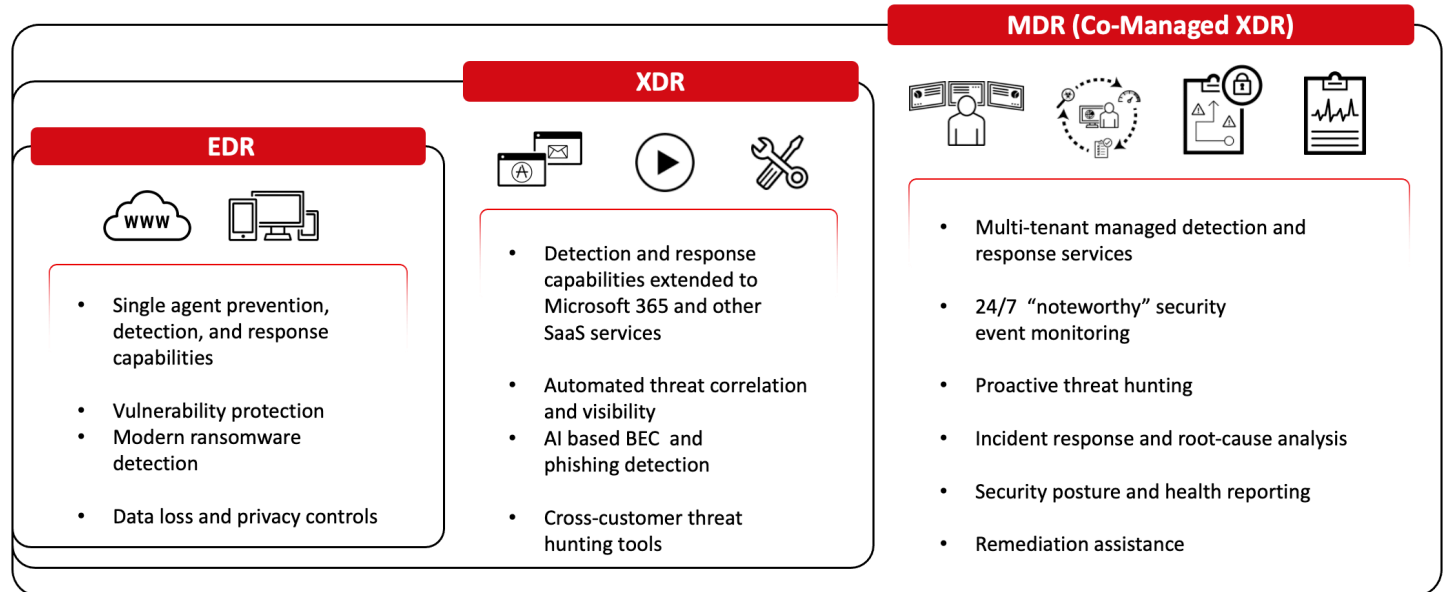 MDR (Co-Managed XDR)
XDR
EDR
WWW
• Single agent prevention,
detection, and response
capabilities
• Vulnerability protection
• Modern ransomware
detection
• Data loss and privacy controls
A
• Detection and response
capabilities extended to
Microsoft 365 and other
SaaS services
• Automated threat correlation
and visibility
• AI based BEC  and
phishing detection
• Cross-customer threat
hunting tools
• Multi-tenant managed detection and
response services
• 24/7  “noteworthy” security
event monitoring
• Proactive threat hunting
• Incident response and root-cause analysis
• Security posture and health reporting
• Remediation assistance